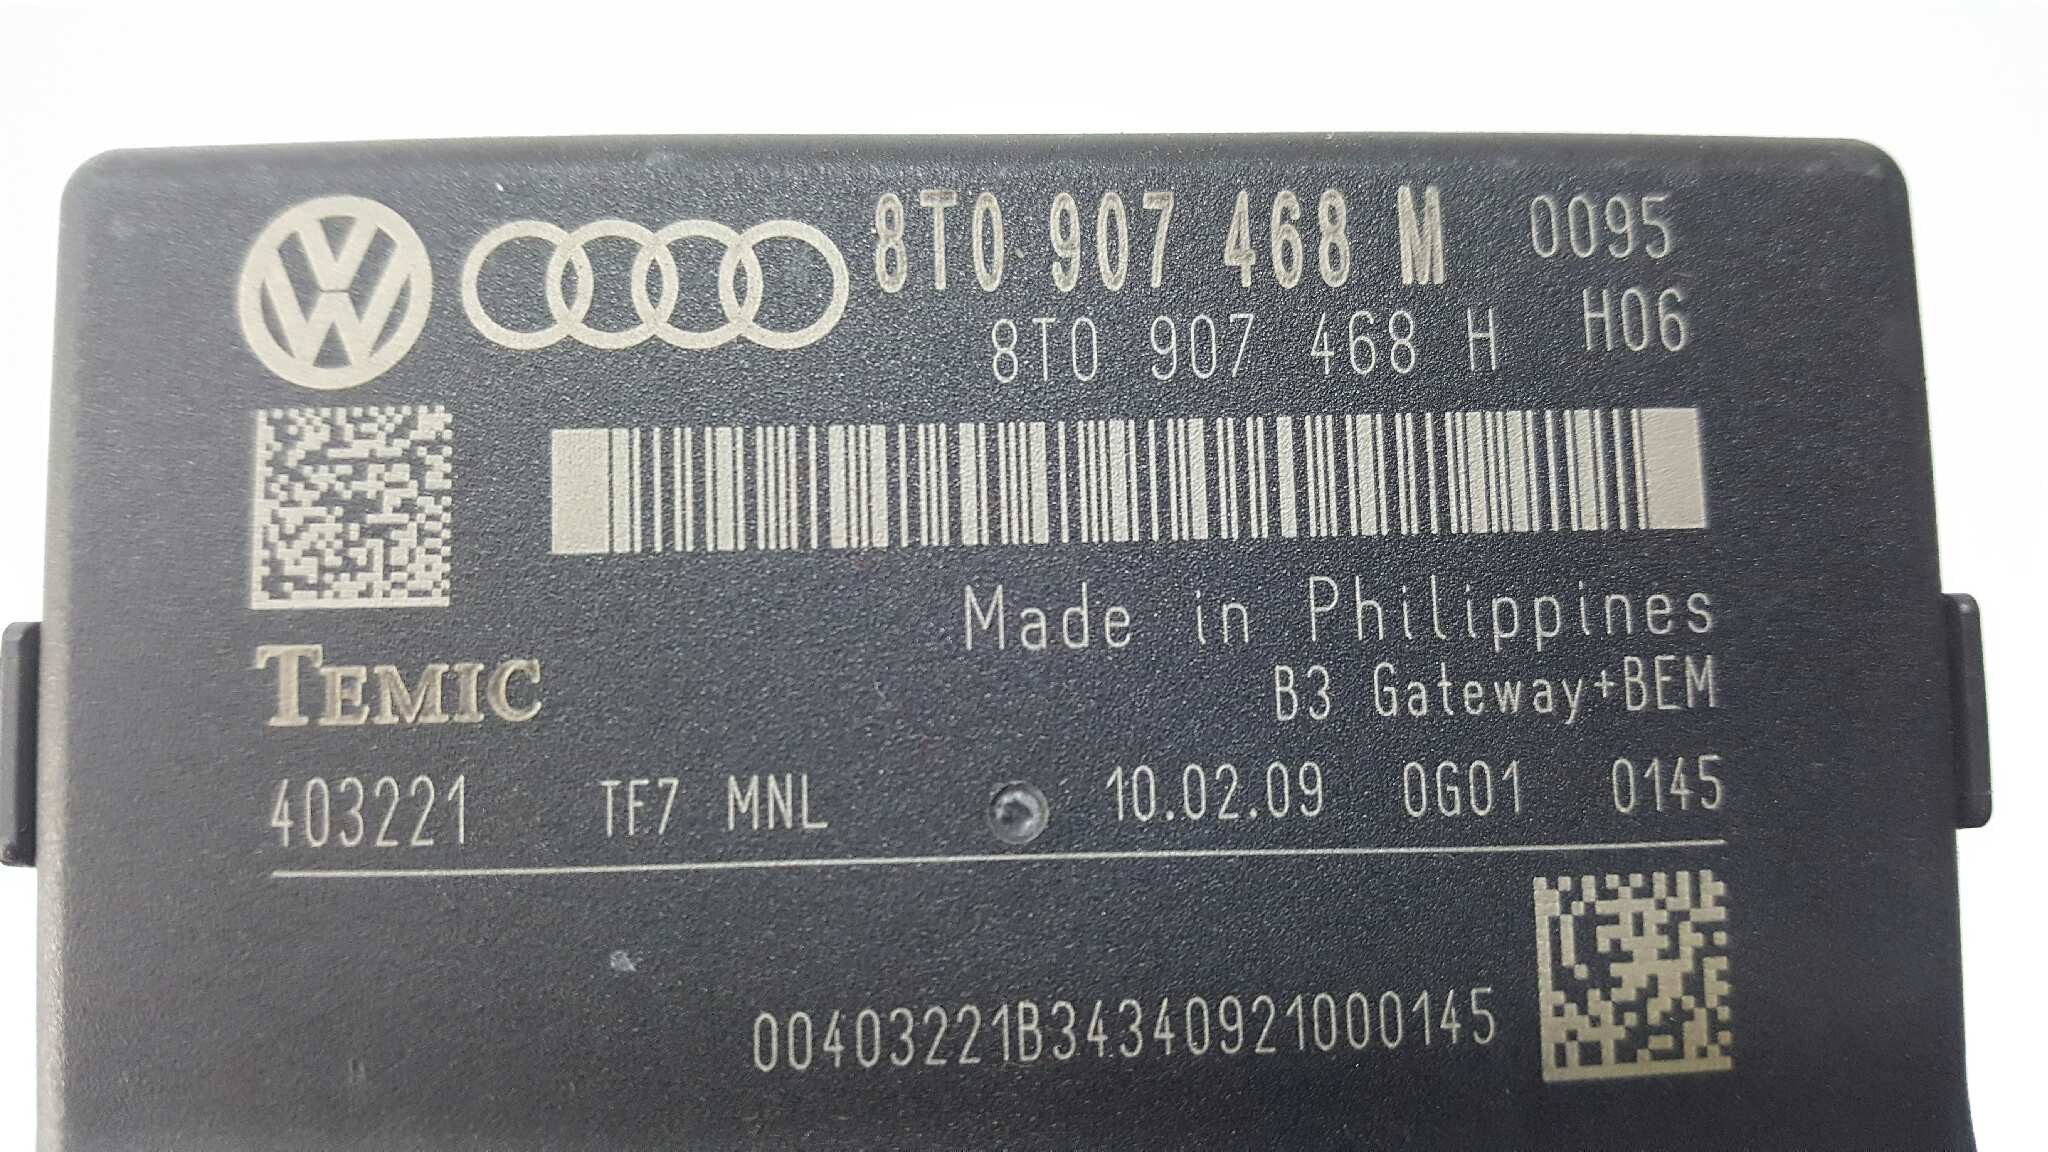 8T0 907 468 M 0095
8T0 907 468 H H06
Made in Philippines
TEMIC
B3 Gateway+BEM
403221 TF7 MNL 10.02.09 0G01 0145
00403221B34340921000145